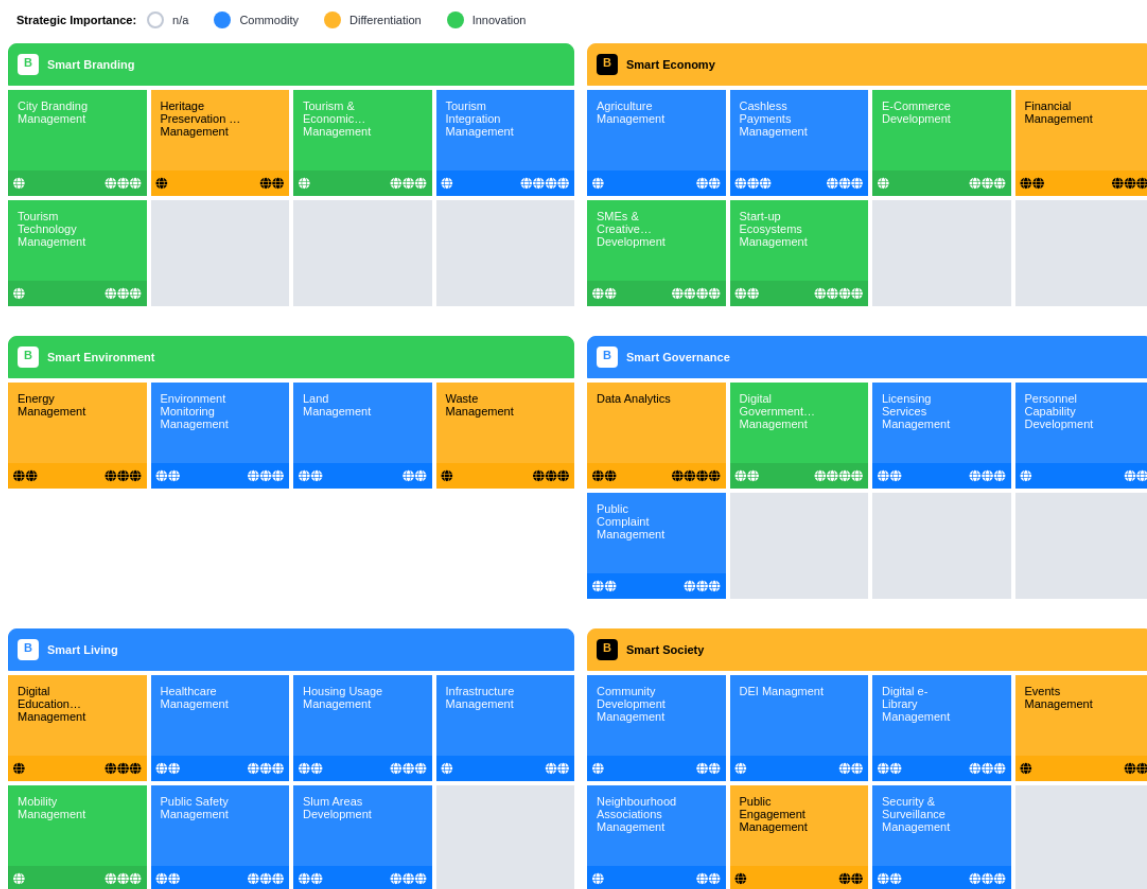 Strategic Importance: n/a Commodity Differentiation Innovation
B Smart Branding
City Branding
Management
Heritage
Preservation …
Management
Tourism &
Economic…
Management
Tourism
Integration
Management
Tourism
Technology
Management
B Smart Economy
Agriculture
Management
Cashless
Payments
Management
E-Commerce
Development
Financial
Management
SMEs &
Creative…
Development
Start-up
Ecosystems
Management
B Smart Environment
Energy
Management
Environment
Monitoring
Management
Land
Management
Waste
Management
B Smart Governance
Data Analytics
Digital
Government…
Management
Licensing
Services
Management
Personnel
Capability
Development
Public
Complaint
Management
B Smart Living
Digital
Education…
Management
Healthcare
Management
Housing Usage
Management
Infrastructure
Management
Mobility
Management
Public Safety
Management
Slum Areas
Development
B Smart Society
Community
Development
Management
DEI Managment
Digital e-
Library
Management
Events
Management
Neighbourhood
Associations
Management
Public
Engagement
Management
Security &
Surveillance
Management